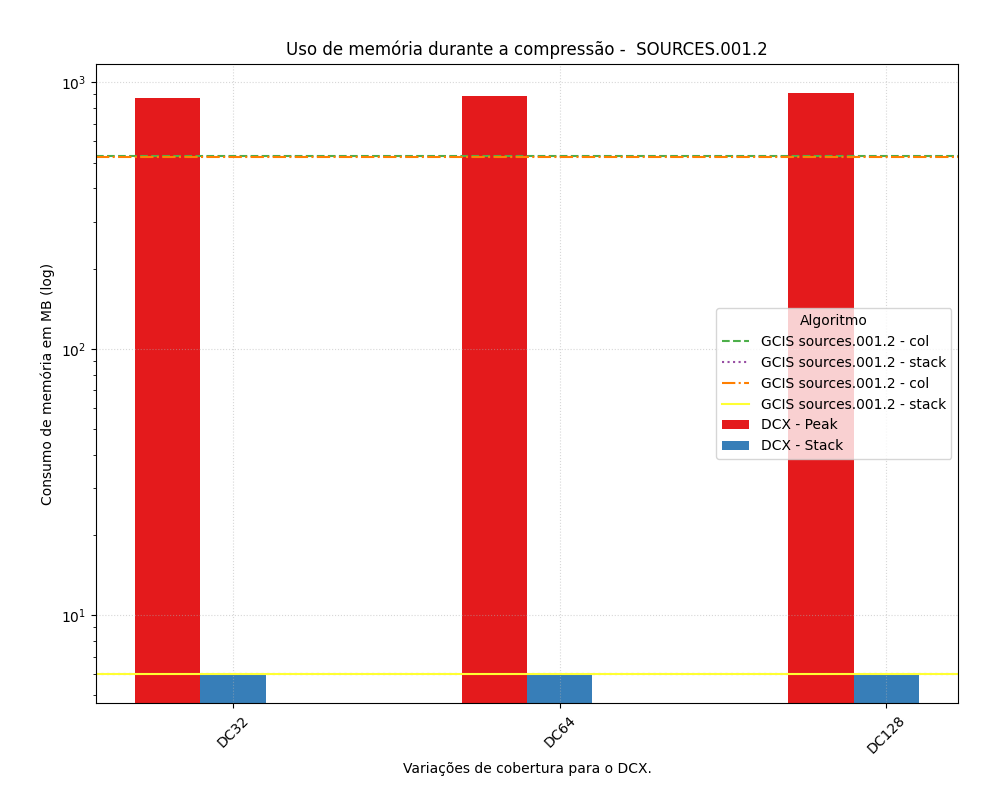 Uso de memória durante a compressão -  SOURCES.001.2
Consumo de memória em MB (log)
10³
10²
10¹
Algoritmo
GCIS sources.001.2 - col
GCIS sources.001.2 - stack
GCIS sources.001.2 - col
GCIS sources.001.2 - stack
DCX - Peak
DCX - Stack
DC32
DC64
DC128
Variações de cobertura para o DCX.